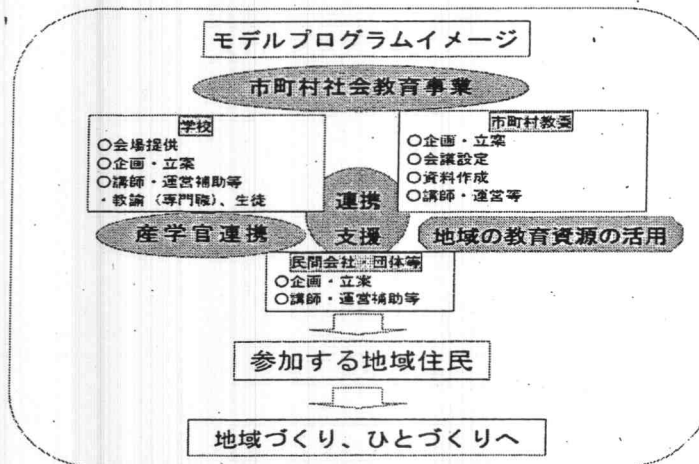 モデルプログラムイメージ
市町村社会教育事業
学校
○会場提供
○企画・立案
○講師・運営補助等
・教諭（専門職）、生徒
市町村教委
○企画・立案
○会議設定
○資料作成
○講師・運営等
連携
支援
産学官連携
地域の教育資源の活用
民間会社・団体等
○企画・立案
○講師・運営補助等
参加する地域住民
地域づくり、ひとづくりへ